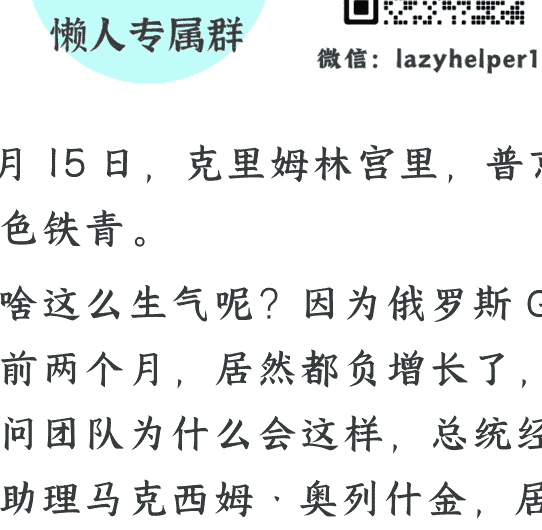 懒人专属群
微信：lazyhelper1
月 15 日，克里姆林宫里，普
色铁青。
啥这么生气呢？因为俄罗斯 G
前两个月，居然都负增长了，
问团队为什么会这样，总统经
助理马克西姆·奥列什金，居